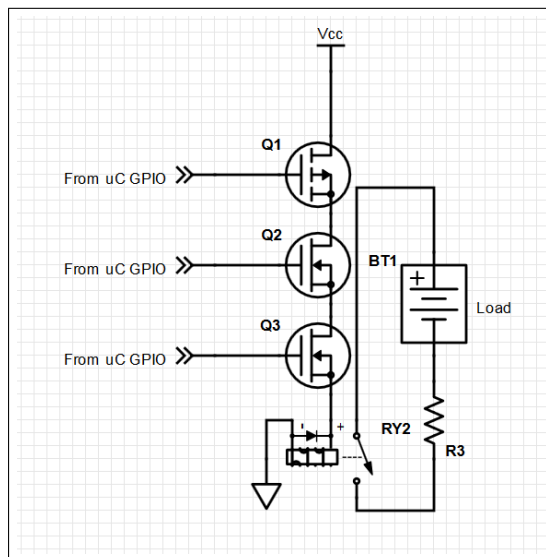 Vcc
Q1
From uC GPIO
Q2
From uC GPIO
BT1
+
Load
Q3
From uC GPIO
- +
RY2
R3